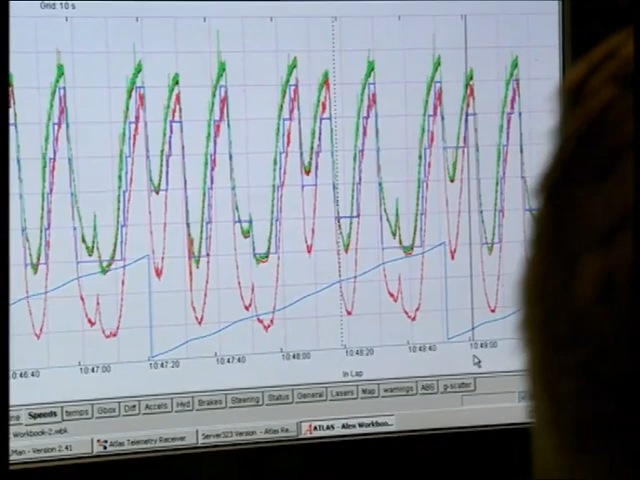 Grid: 10 s
0:46:40 10:47:00 10:47:20 10:47:40 10:48:00 10:48:20 10:48:40 10:49:00
In Lap
Speeds temps Gbox Diff Accels Hyd Brakes Steering Status General Lasers Map warnings ABS g-scatter
Workbook-2.wbk
Man - Version 2.41 Atlas Telemetry Receiver Server323 Version - Atlas Re... ATLAS - Alex Workboo...